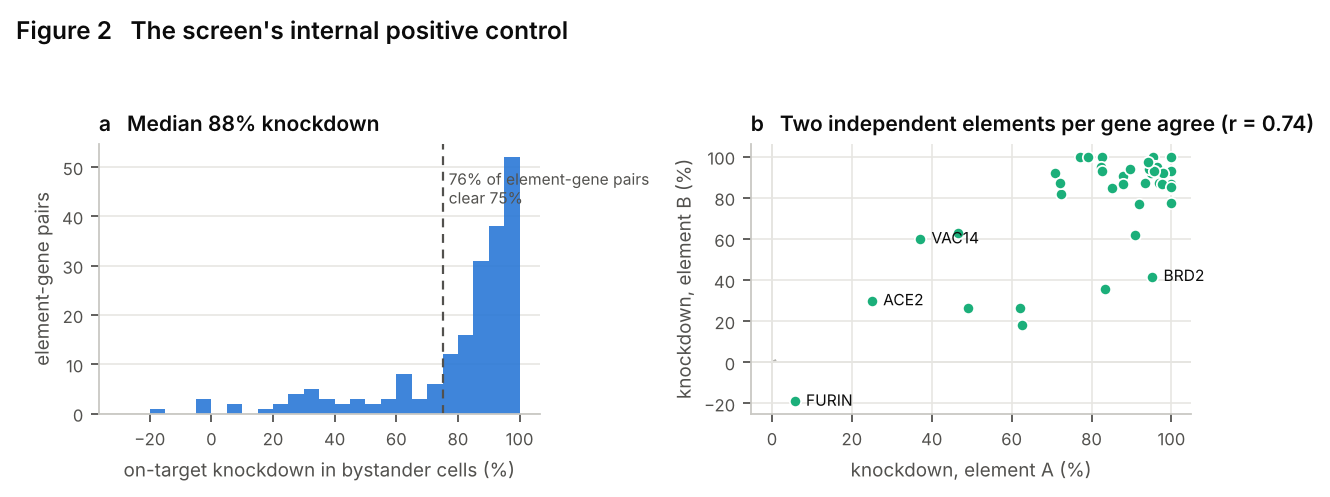 Figure 2 The screen's internal positive control
a Median 88% knockdown
50
40
30
20
10
0
element-gene pairs
76% of element-gene pairs
clear 75%
−20 0 20 40 60 80 100
on-target knockdown in bystander cells (%)
b Two independent elements per gene agree (r = 0.74)
100
80
60
40
20
0
−20
knockdown, element B (%)
VAC14
BRD2
ACE2
FURIN
0 20 40 60 80 100
knockdown, element A (%)